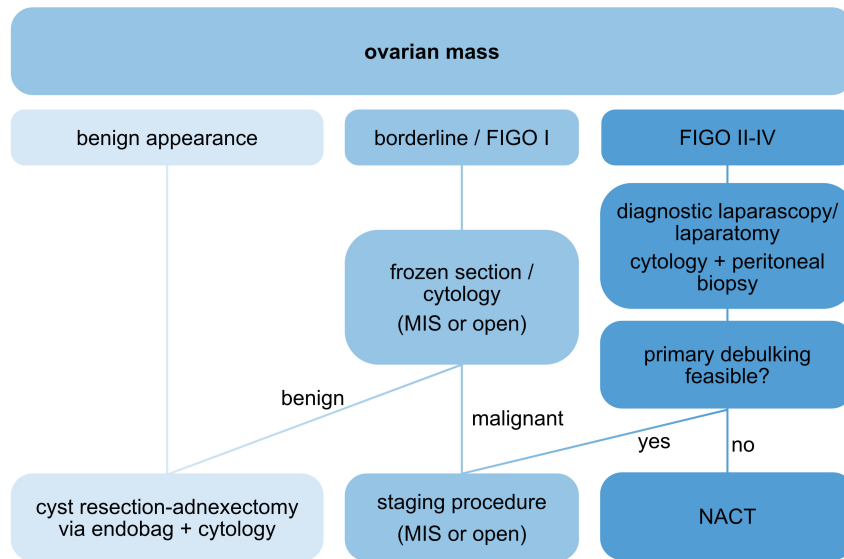 ovarian mass
benign appearance
borderline / FIGO I
FIGO II-IV
diagnostic laparascopy/
laparatomy
cytology + peritoneal
biopsy
frozen section /
cytology
(MIS or open)
primary debulking
feasible?
benign
malignant
yes
no
cyst resection-adnexectomy
via endobag + cytology
staging procedure
(MIS or open)
NACT